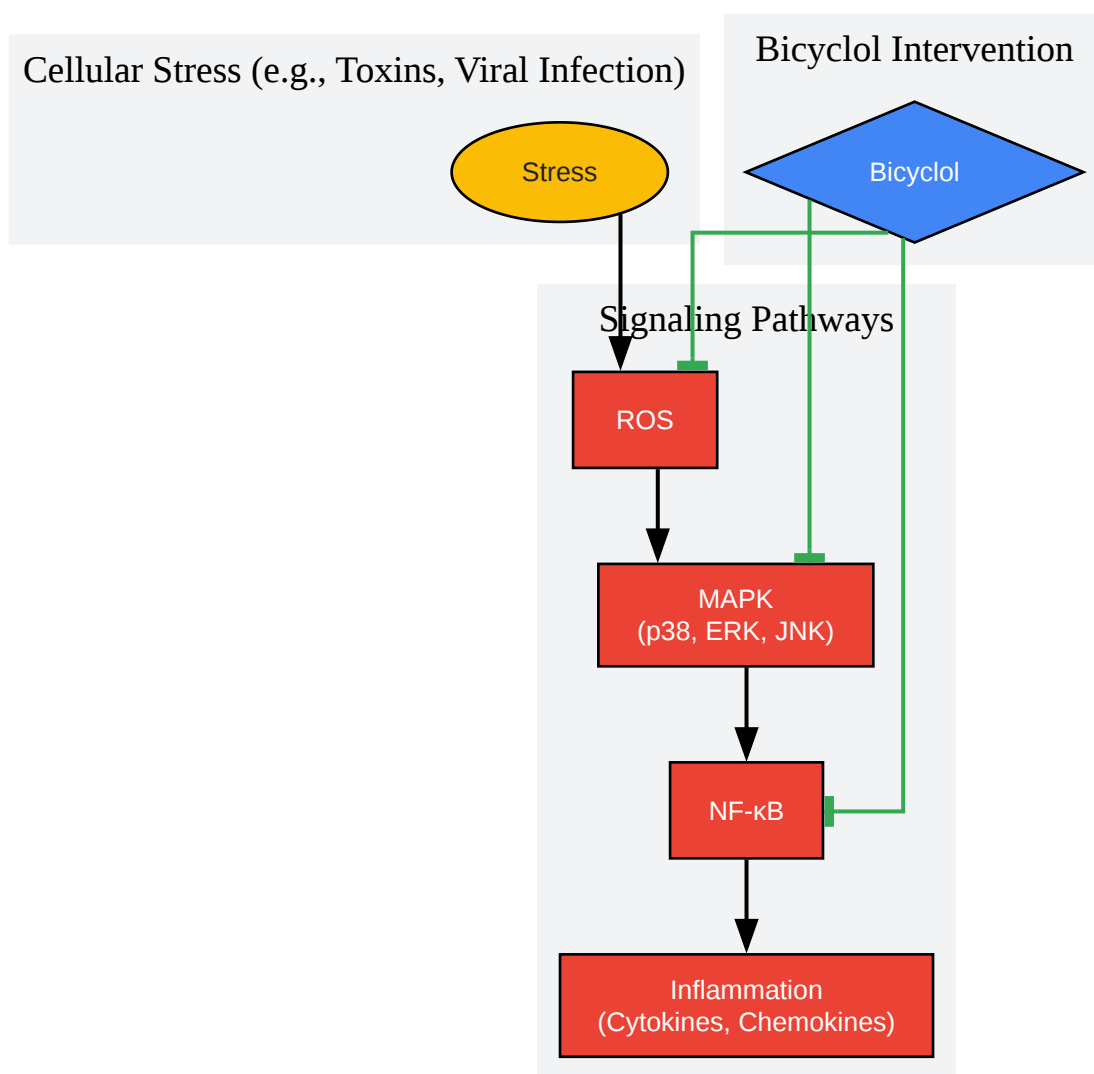 Cellular Stress (e.g., Toxins, Viral Infection)
Stress
Bicyclol Intervention
Bicyclol
Signaling Pathways
ROS
MAPK
(p38, ERK, JNK)
NF-κB
Inflammation
(Cytokines, Chemokines)